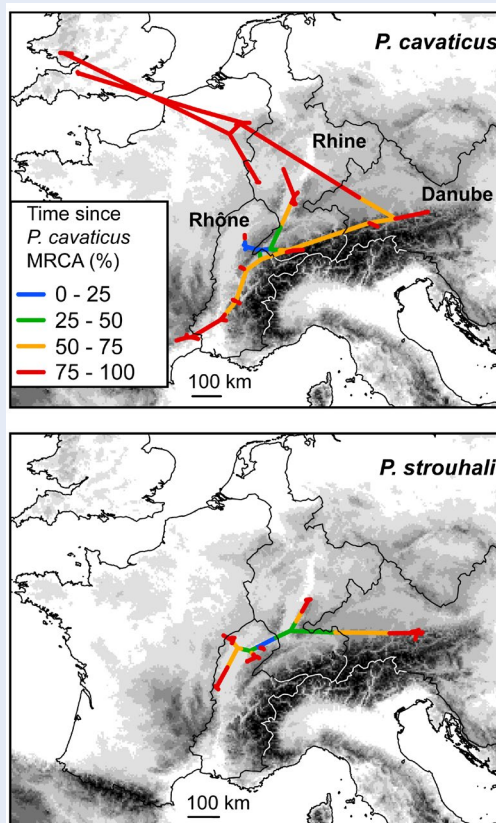 P. cavaticus
Rhine
Danube
Rhône
Time since
P. cavaticus
MRCA (%)
0 - 25
25 - 50
50 - 75
75 - 100
100 km
P. strouhali
100 km